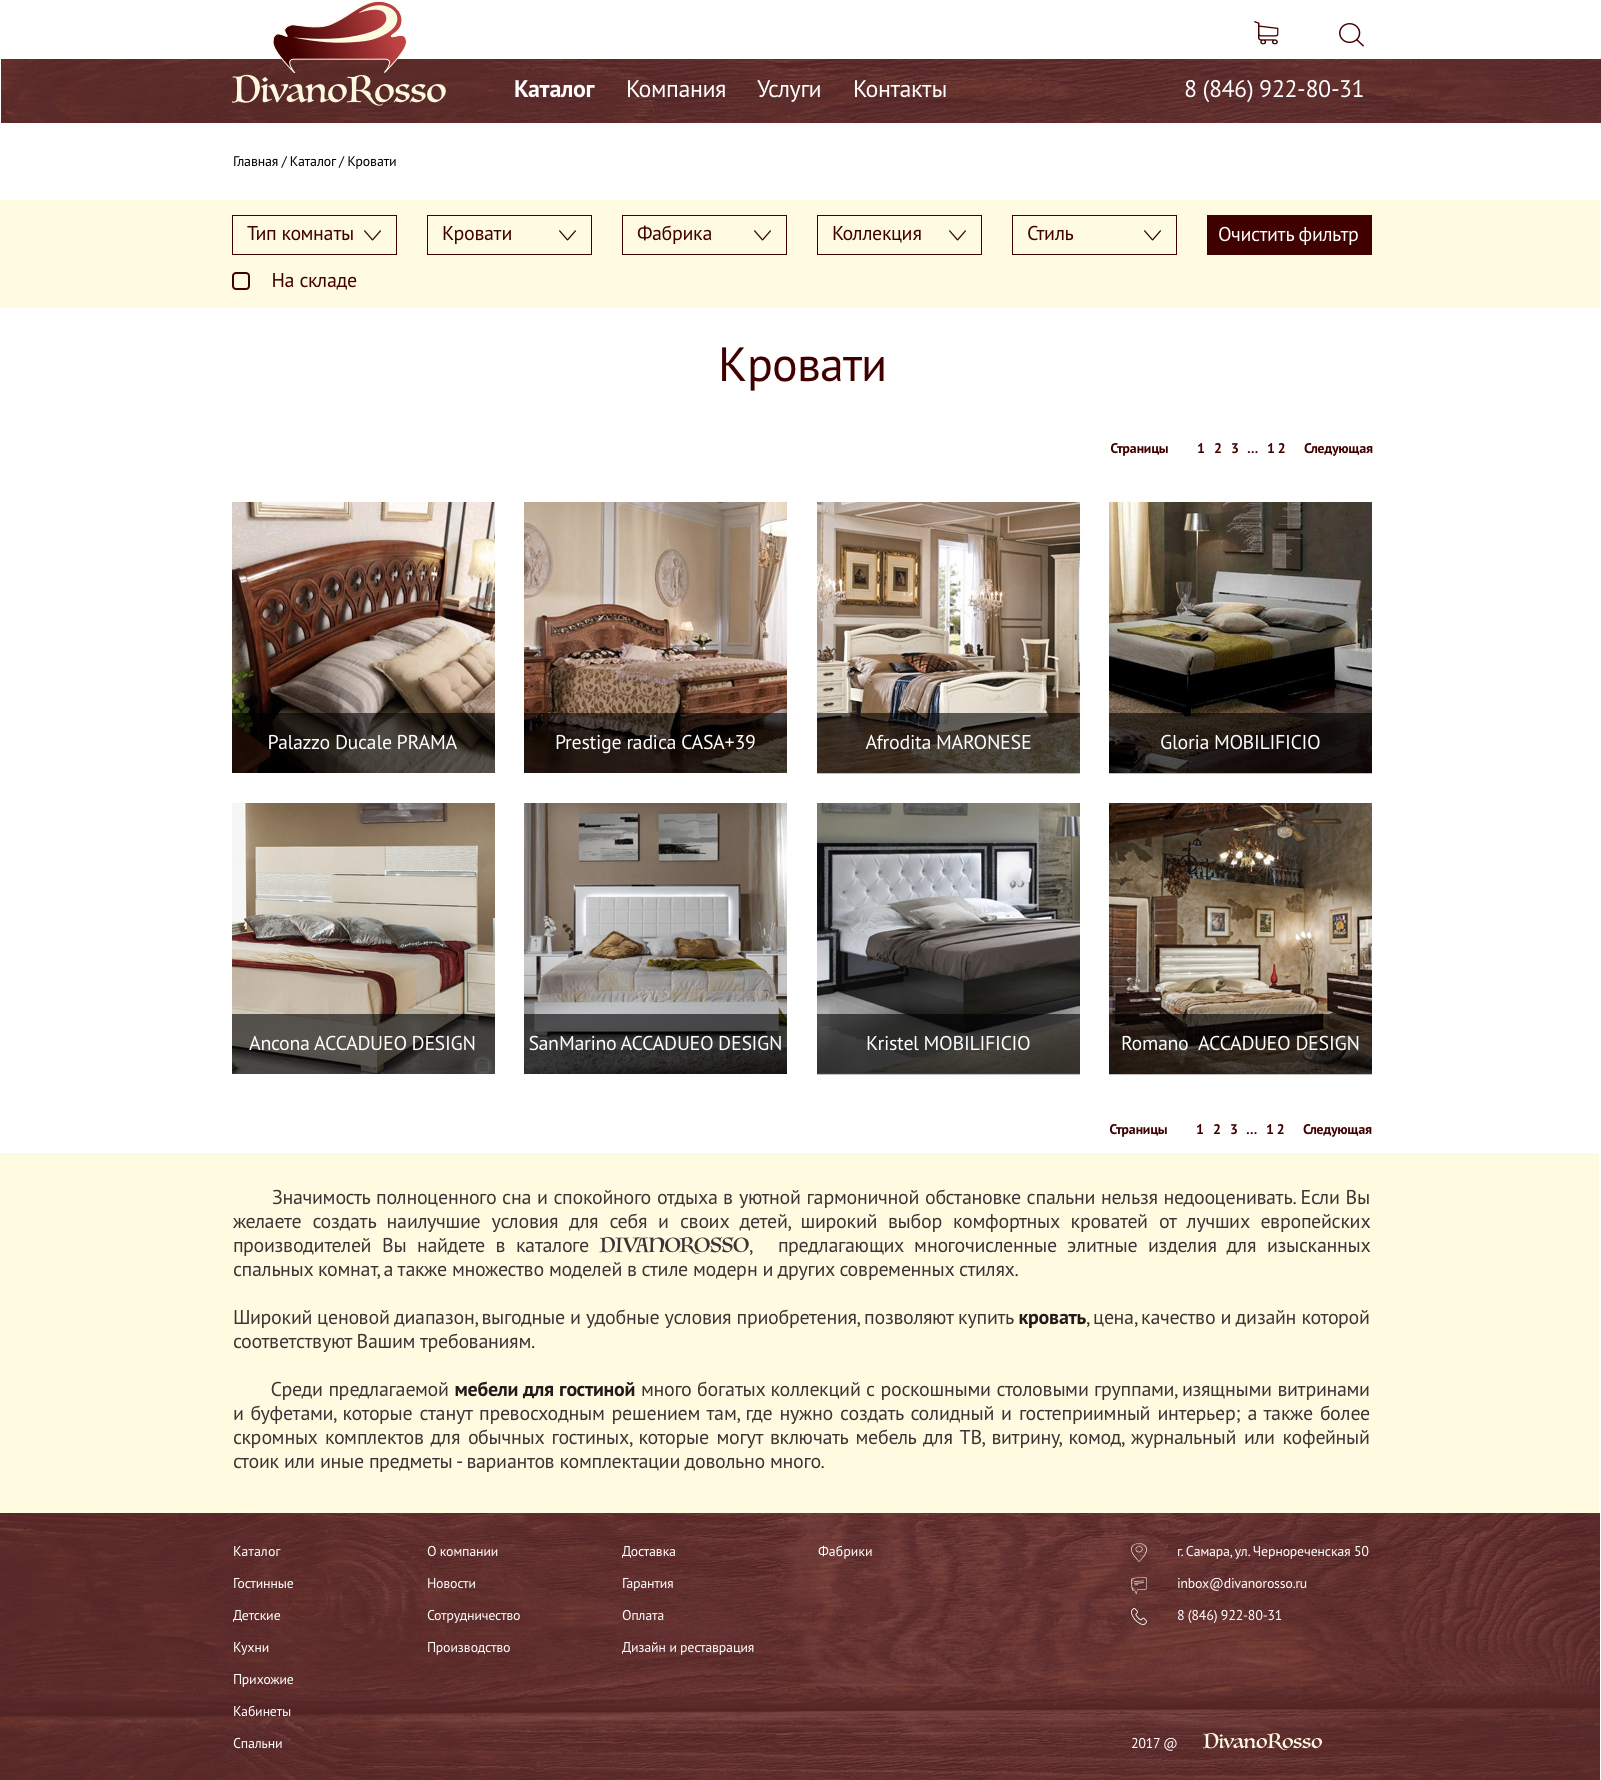 DivanoRosso
Каталог Компания Услуги Контакты 8 (846) 922-80-31
Главная / Каталог / Кровати
Тип комнаты Кровати Фабрика Коллекция Стиль Очистить фильтр
На складе
Кровати
Страницы 1 2 3 ... 12 Следующая
Palazzo Ducale PRAMA Prestige radica CASA+39 Afrodita MARONESE Gloria MOBILIFICIO
Ancona ACCADUEO DESIGN SanMarino ACCADUEO DESIGN Kristel MOBILIFICIO Romano ACCADUEO DESIGN
Страницы 1 2 3 ... 12 Следующая
Значимость полноценного сна и спокойного отдыха в уютной гармоничной обстановке спальни нельзя недооценивать. Если Вы
желаете создать наилучшие условия для себя и своих детей, широкий выбор комфортных кроватей от лучших европейских
производителей Вы найдете в каталоге DIVANOROSSO, предлагающих многочисленные элитные изделия для изысканных
спальных комнат, а также множество моделей в стиле модерн и других современных стилях.
Широкий ценовой диапазон, выгодные и удобные условия приобретения, позволяют купить кровать, цена, качество и дизайн которой
соответствуют Вашим требованиям.
Среди предлагаемой мебели для гостиной много богатых коллекций с роскошными столовыми группами, изящными витринами
и буфетами, которые станут превосходным решением там, где нужно создать солидный и гостеприимный интерьер; а также более
скромных комплектов для обычных гостиных, которые могут включать мебель для ТВ, витрину, комод, журнальный или кофейный
стоик или иные предметы - вариантов комплектации довольно много.
Каталог О компании Доставка Фабрики г. Самара, ул. Чернореченская 50
Гостинные Новости Гарантия inbox@divanorosso.ru
Детские Сотрудничество Оплата 8 (846) 922-80-31
Кухни Производство Дизайн и реставрация
Прихожие
Кабинеты
Спальни 2017 @ DivanoRosso